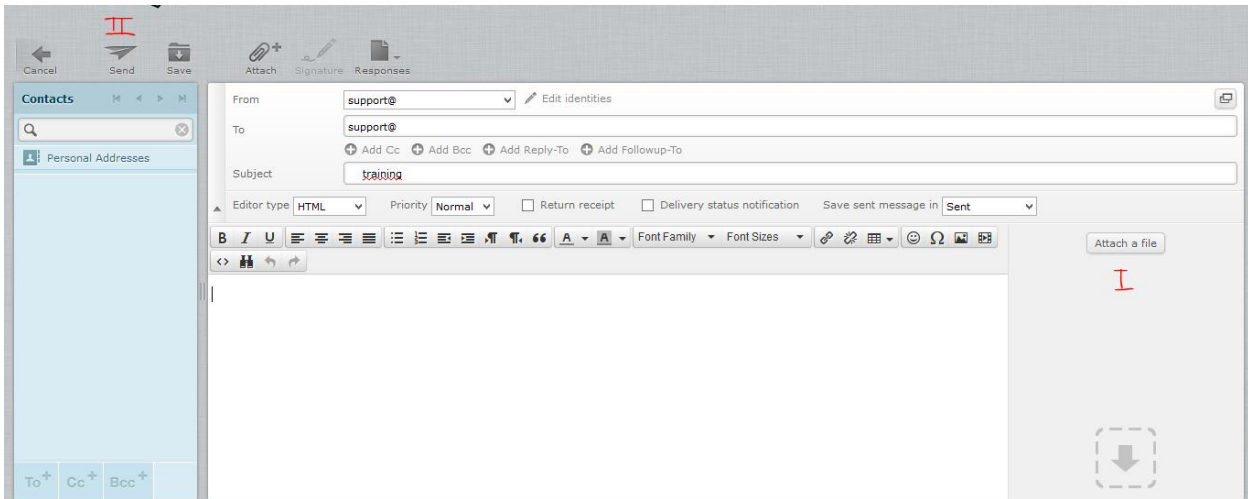 II
Cancel Send Save Attach Signature Responses
Contacts
Personal Addresses
To+ Cc+ Bcc+
From support@ Edit identities
To support@
Add Cc Add Bcc Add Reply-To Add Followup-To
Subject training
Editor type HTML Priority Normal Return receipt Delivery status notification Save sent message in Sent
B I U A A Font Family Font Sizes Ω
Attach a file
I